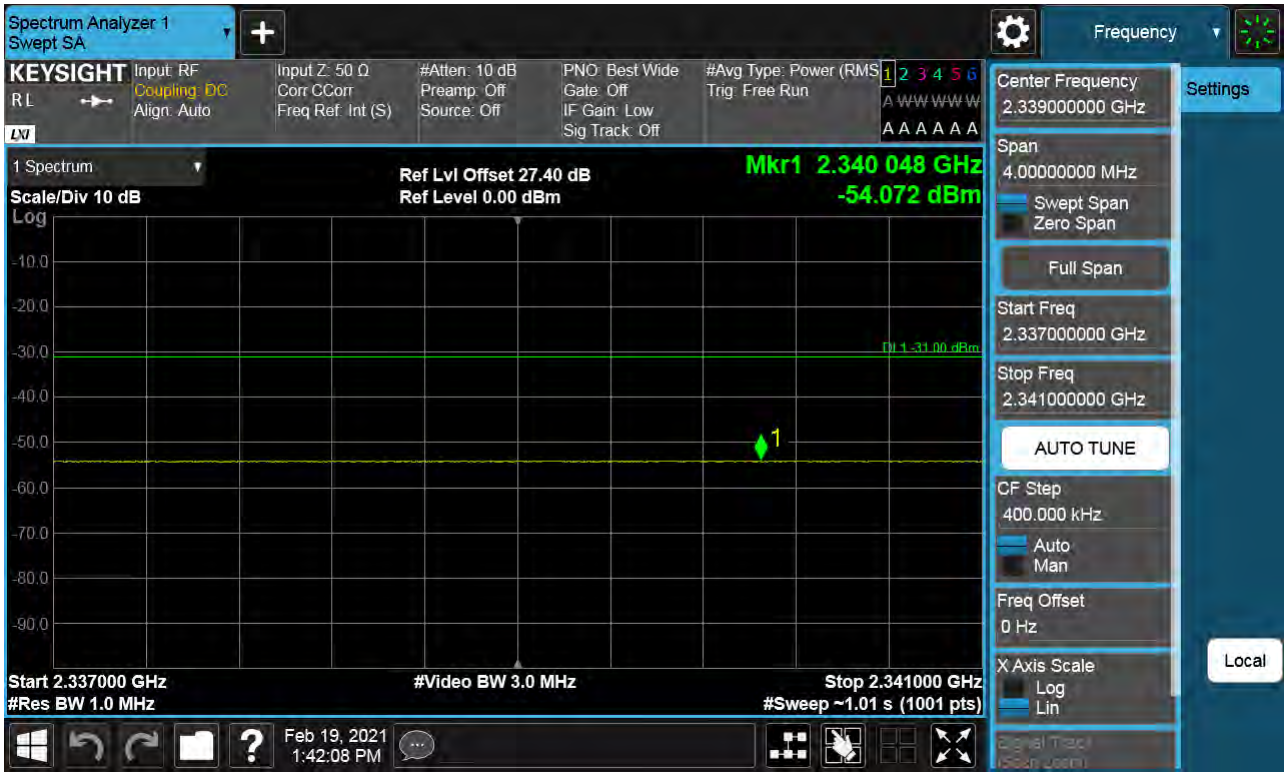 Spectrum Analyzer 1
Swept SA
+
Frequency
KEYSIGHT
R L
LXI
Input: RF
Coupling: DC
Align: Auto
Input Z: 50 Ω
Corr CCorr
Freq Ref: Int (S)
#Atten: 10 dB
Preamp: Off
Source: Off
PNO: Best Wide
Gate: Off
IF Gain: Low
Sig Track: Off
#Avg Type: Power (RMS
Trig: Free Run
1 2 3 4 5 6
A W W W W W
A A A A A A
1 Spectrum
Scale/Div 10 dB
Log
Ref Lvl Offset 27.40 dB
Ref Level 0.00 dBm
Mkr1 2.340 048 GHz
-54.072 dBm
-10.0
-20.0
-30.0
-40.0
-50.0
-60.0
-70.0
-80.0
-90.0
DL1 -31.00 dBm
1
Start 2.337000 GHz
#Res BW 1.0 MHz
#Video BW 3.0 MHz
Stop 2.341000 GHz
#Sweep ~1.01 s (1001 pts)
Center Frequency
2.339000000 GHz
Span
4.00000000 MHz
Swept Span
Zero Span
Full Span
Start Freq
2.337000000 GHz
Stop Freq
2.341000000 GHz
AUTO TUNE
CF Step
400.000 kHz
Auto
Man
Freq Offset
0 Hz
X Axis Scale
Log
Lin
Signal Track
(Span Zoom)
Settings
Local
?
Feb 19, 2021
1:42:08 PM